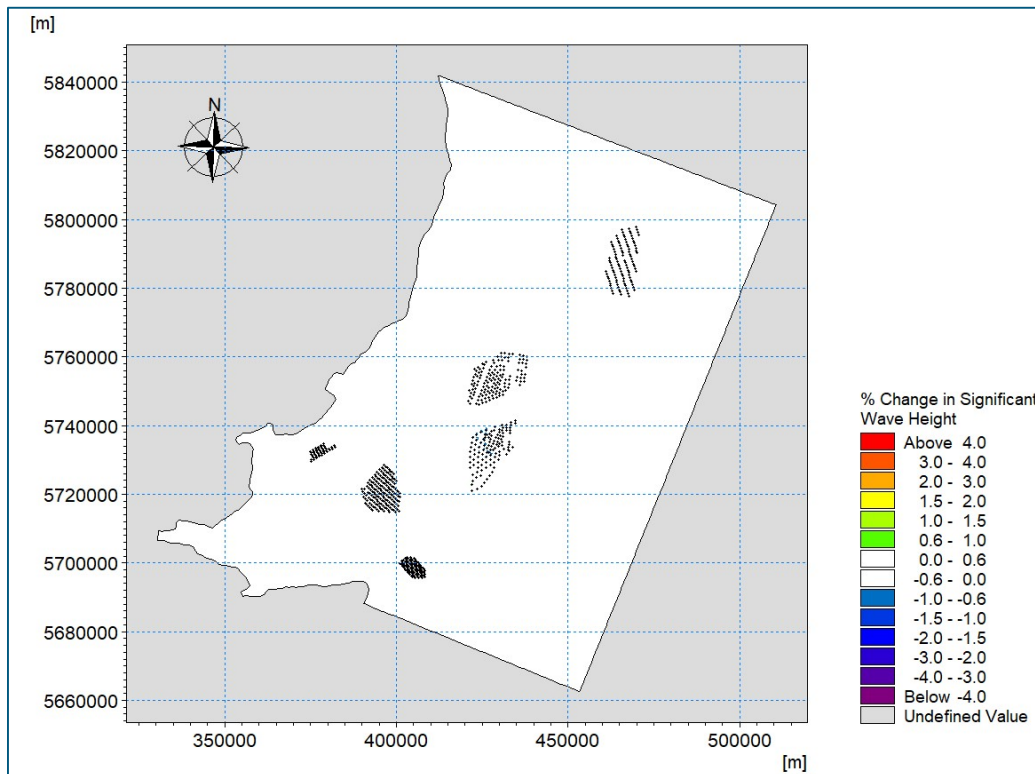 [m]
N
5840000
5820000
5800000
5780000
5760000
5740000
5720000
5700000
5680000
5660000
350000 400000 450000 500000
[m]
% Change in Significant
Wave Height
Above 4.0
3.0 - 4.0
2.0 - 3.0
1.5 - 2.0
1.0 - 1.5
0.6 - 1.0
0.0 - 0.6
-0.6 - 0.0
-1.0 - -0.6
-1.5 - -1.0
-2.0 - -1.5
-3.0 - -2.0
-4.0 - -3.0
Below -4.0
Undefined Value